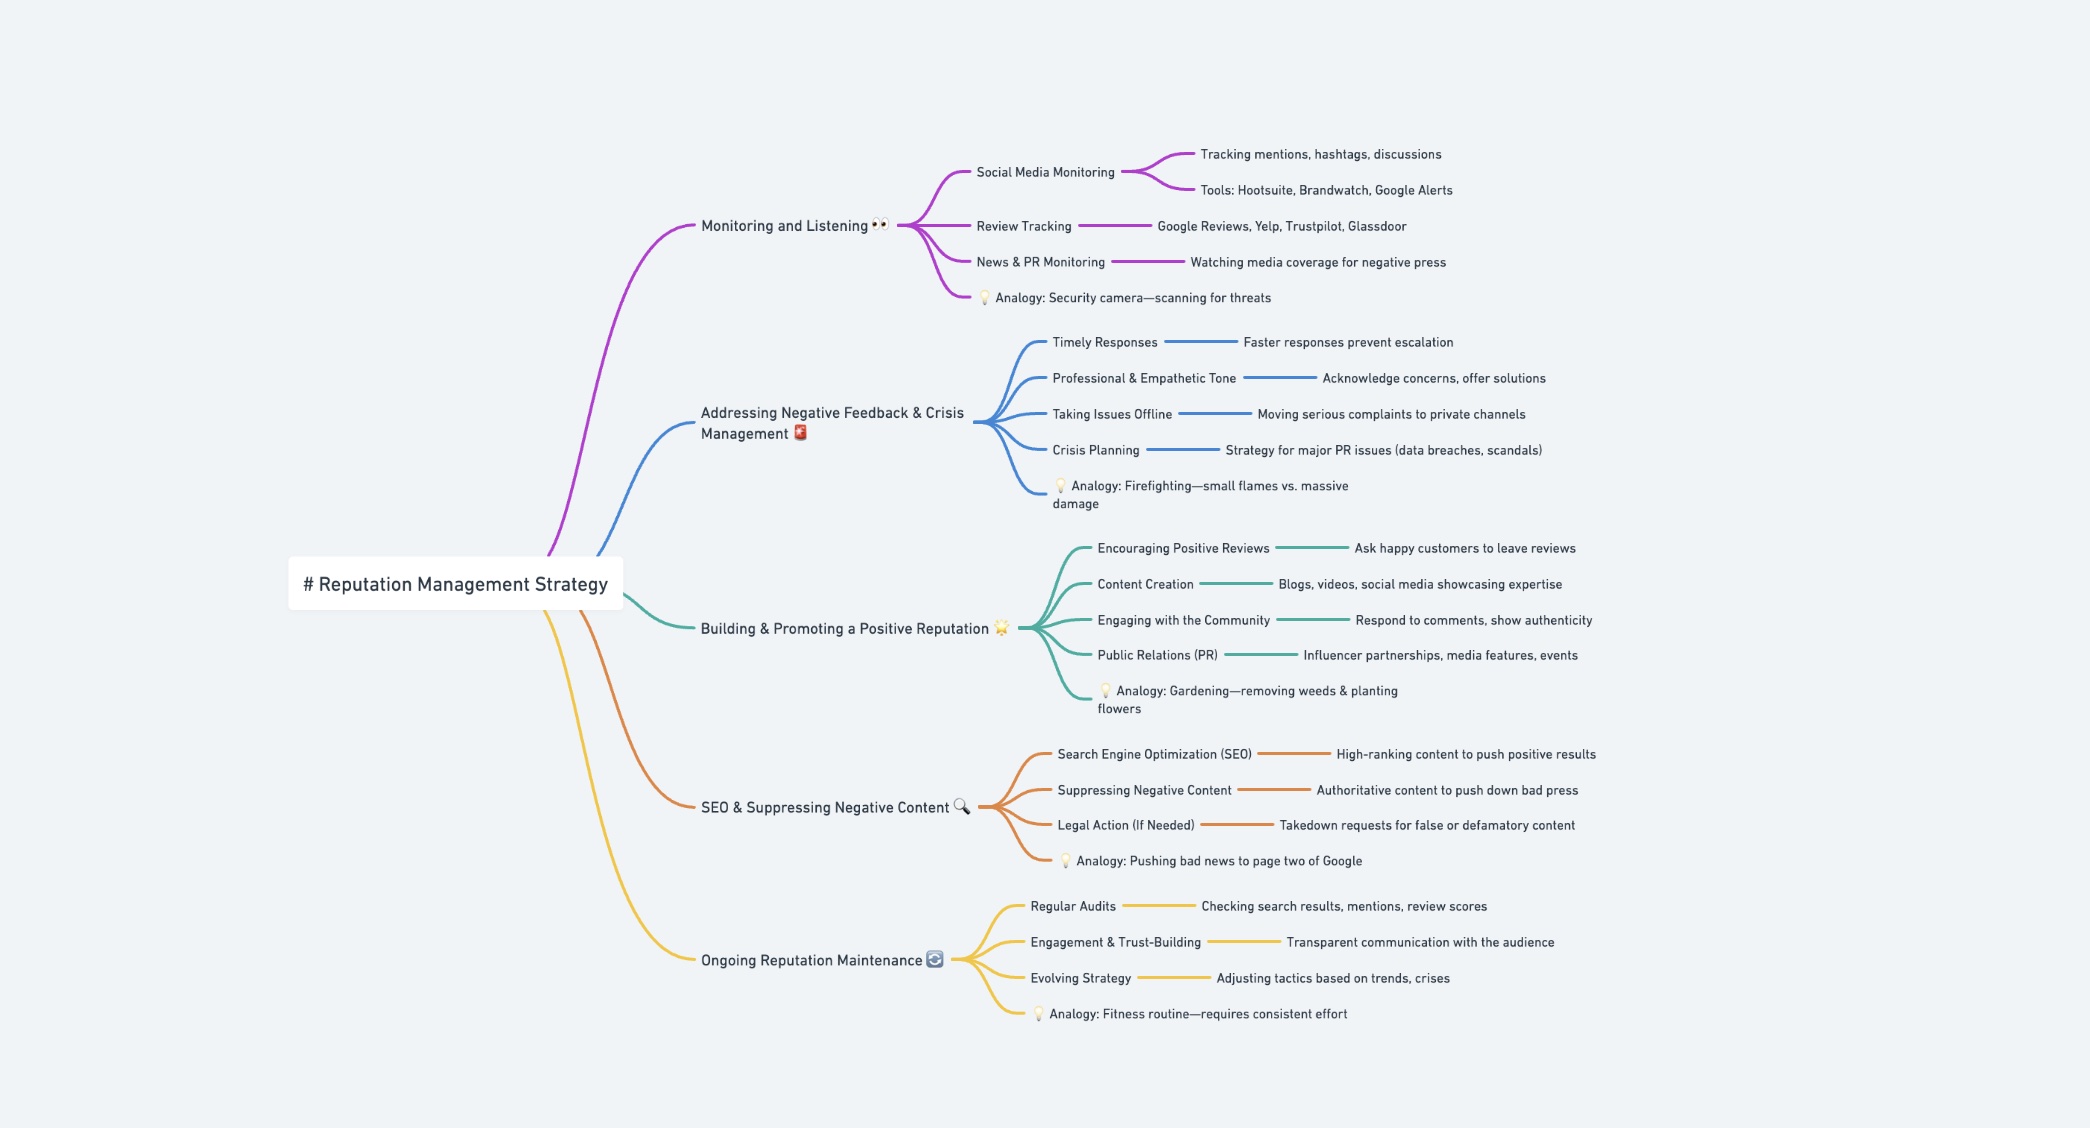 # Reputation Management Strategy
Monitoring and Listening 👀
Social Media Monitoring
Tracking mentions, hashtags, discussions
Tools: Hootsuite, Brandwatch, Google Alerts
Review Tracking
Google Reviews, Yelp, Trustpilot, Glassdoor
News & PR Monitoring
Watching media coverage for negative press
💡 Analogy: Security camera—scanning for threats
Addressing Negative Feedback & Crisis
Management 🚨
Timely Responses
Faster responses prevent escalation
Professional & Empathetic Tone
Acknowledge concerns, offer solutions
Taking Issues Offline
Moving serious complaints to private channels
Crisis Planning
Strategy for major PR issues (data breaches, scandals)
💡 Analogy: Firefighting—small flames vs. massive
damage
Building & Promoting a Positive Reputation 🌟
Encouraging Positive Reviews
Ask happy customers to leave reviews
Content Creation
Blogs, videos, social media showcasing expertise
Engaging with the Community
Respond to comments, show authenticity
Public Relations (PR)
Influencer partnerships, media features, events
💡 Analogy: Gardening—removing weeds & planting
flowers
SEO & Suppressing Negative Content 🔍
Search Engine Optimization (SEO)
High-ranking content to push positive results
Suppressing Negative Content
Authoritative content to push down bad press
Legal Action (If Needed)
Takedown requests for false or defamatory content
💡 Analogy: Pushing bad news to page two of Google
Ongoing Reputation Maintenance 🔄
Regular Audits
Checking search results, mentions, review scores
Engagement & Trust-Building
Transparent communication with the audience
Evolving Strategy
Adjusting tactics based on trends, crises
💡 Analogy: Fitness routine—requires consistent effort